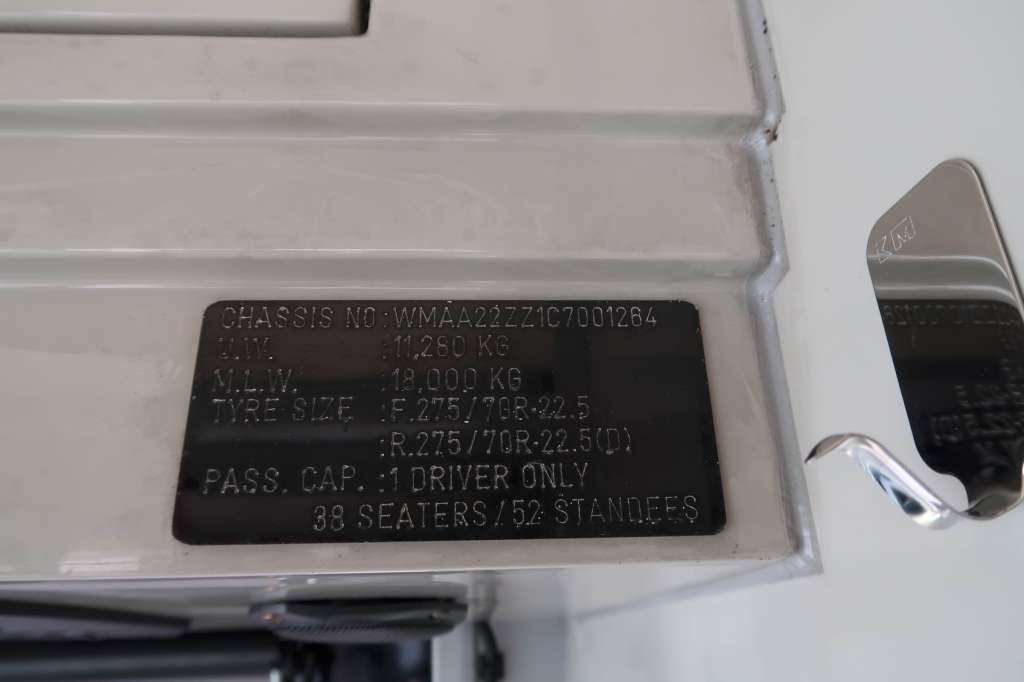 CHASSIS NO:WMAA22ZZ1C7001264
U.W. :11,280 KG
M.L.W. :18,000 KG
TYRE SIZE :F.275/70R-22.5
:R.275/70R-22.5(D)
PASS. CAP. :1 DRIVER ONLY
38 SEATERS/52 STANDEES